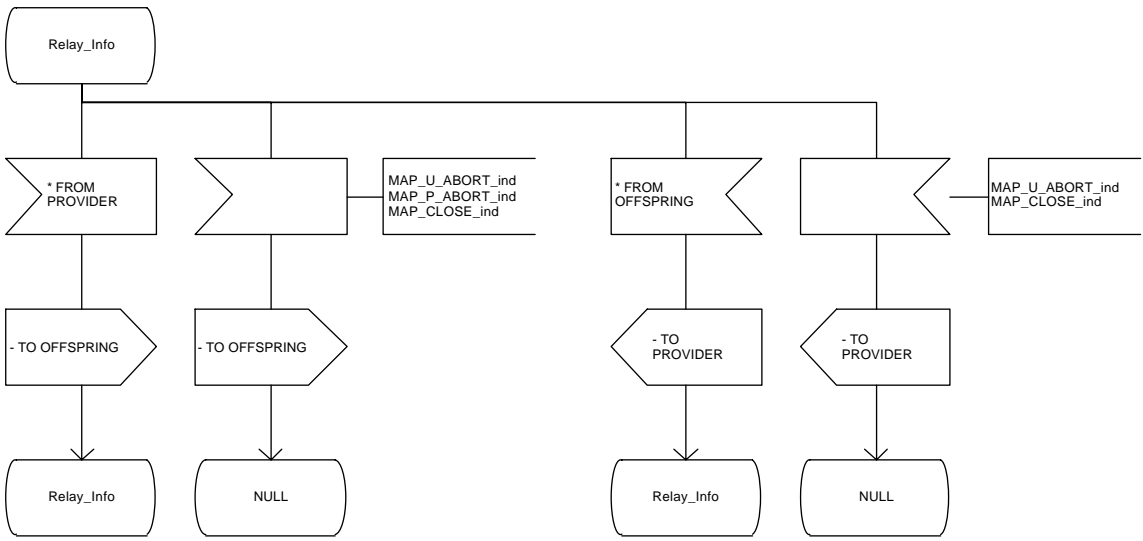 Relay_Info
* FROM
PROVIDER
MAP_U_ABORT_ind
MAP_P_ABORT_ind
MAP_CLOSE_ind
* FROM
OFFSPRING
MAP_U_ABORT_ind
MAP_CLOSE_ind
- TO OFFSPRING
- TO OFFSPRING
- TO
PROVIDER
- TO
PROVIDER
Relay_Info
NULL
Relay_Info
NULL